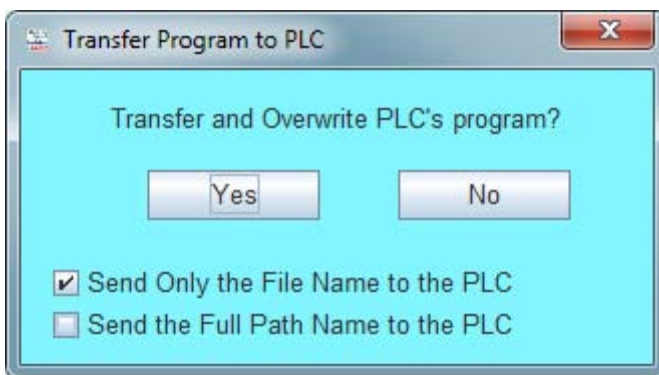 Transfer Program to PLC
Transfer and Overwrite PLC's program?
Yes No
Send Only the File Name to the PLC
Send the Full Path Name to the PLC